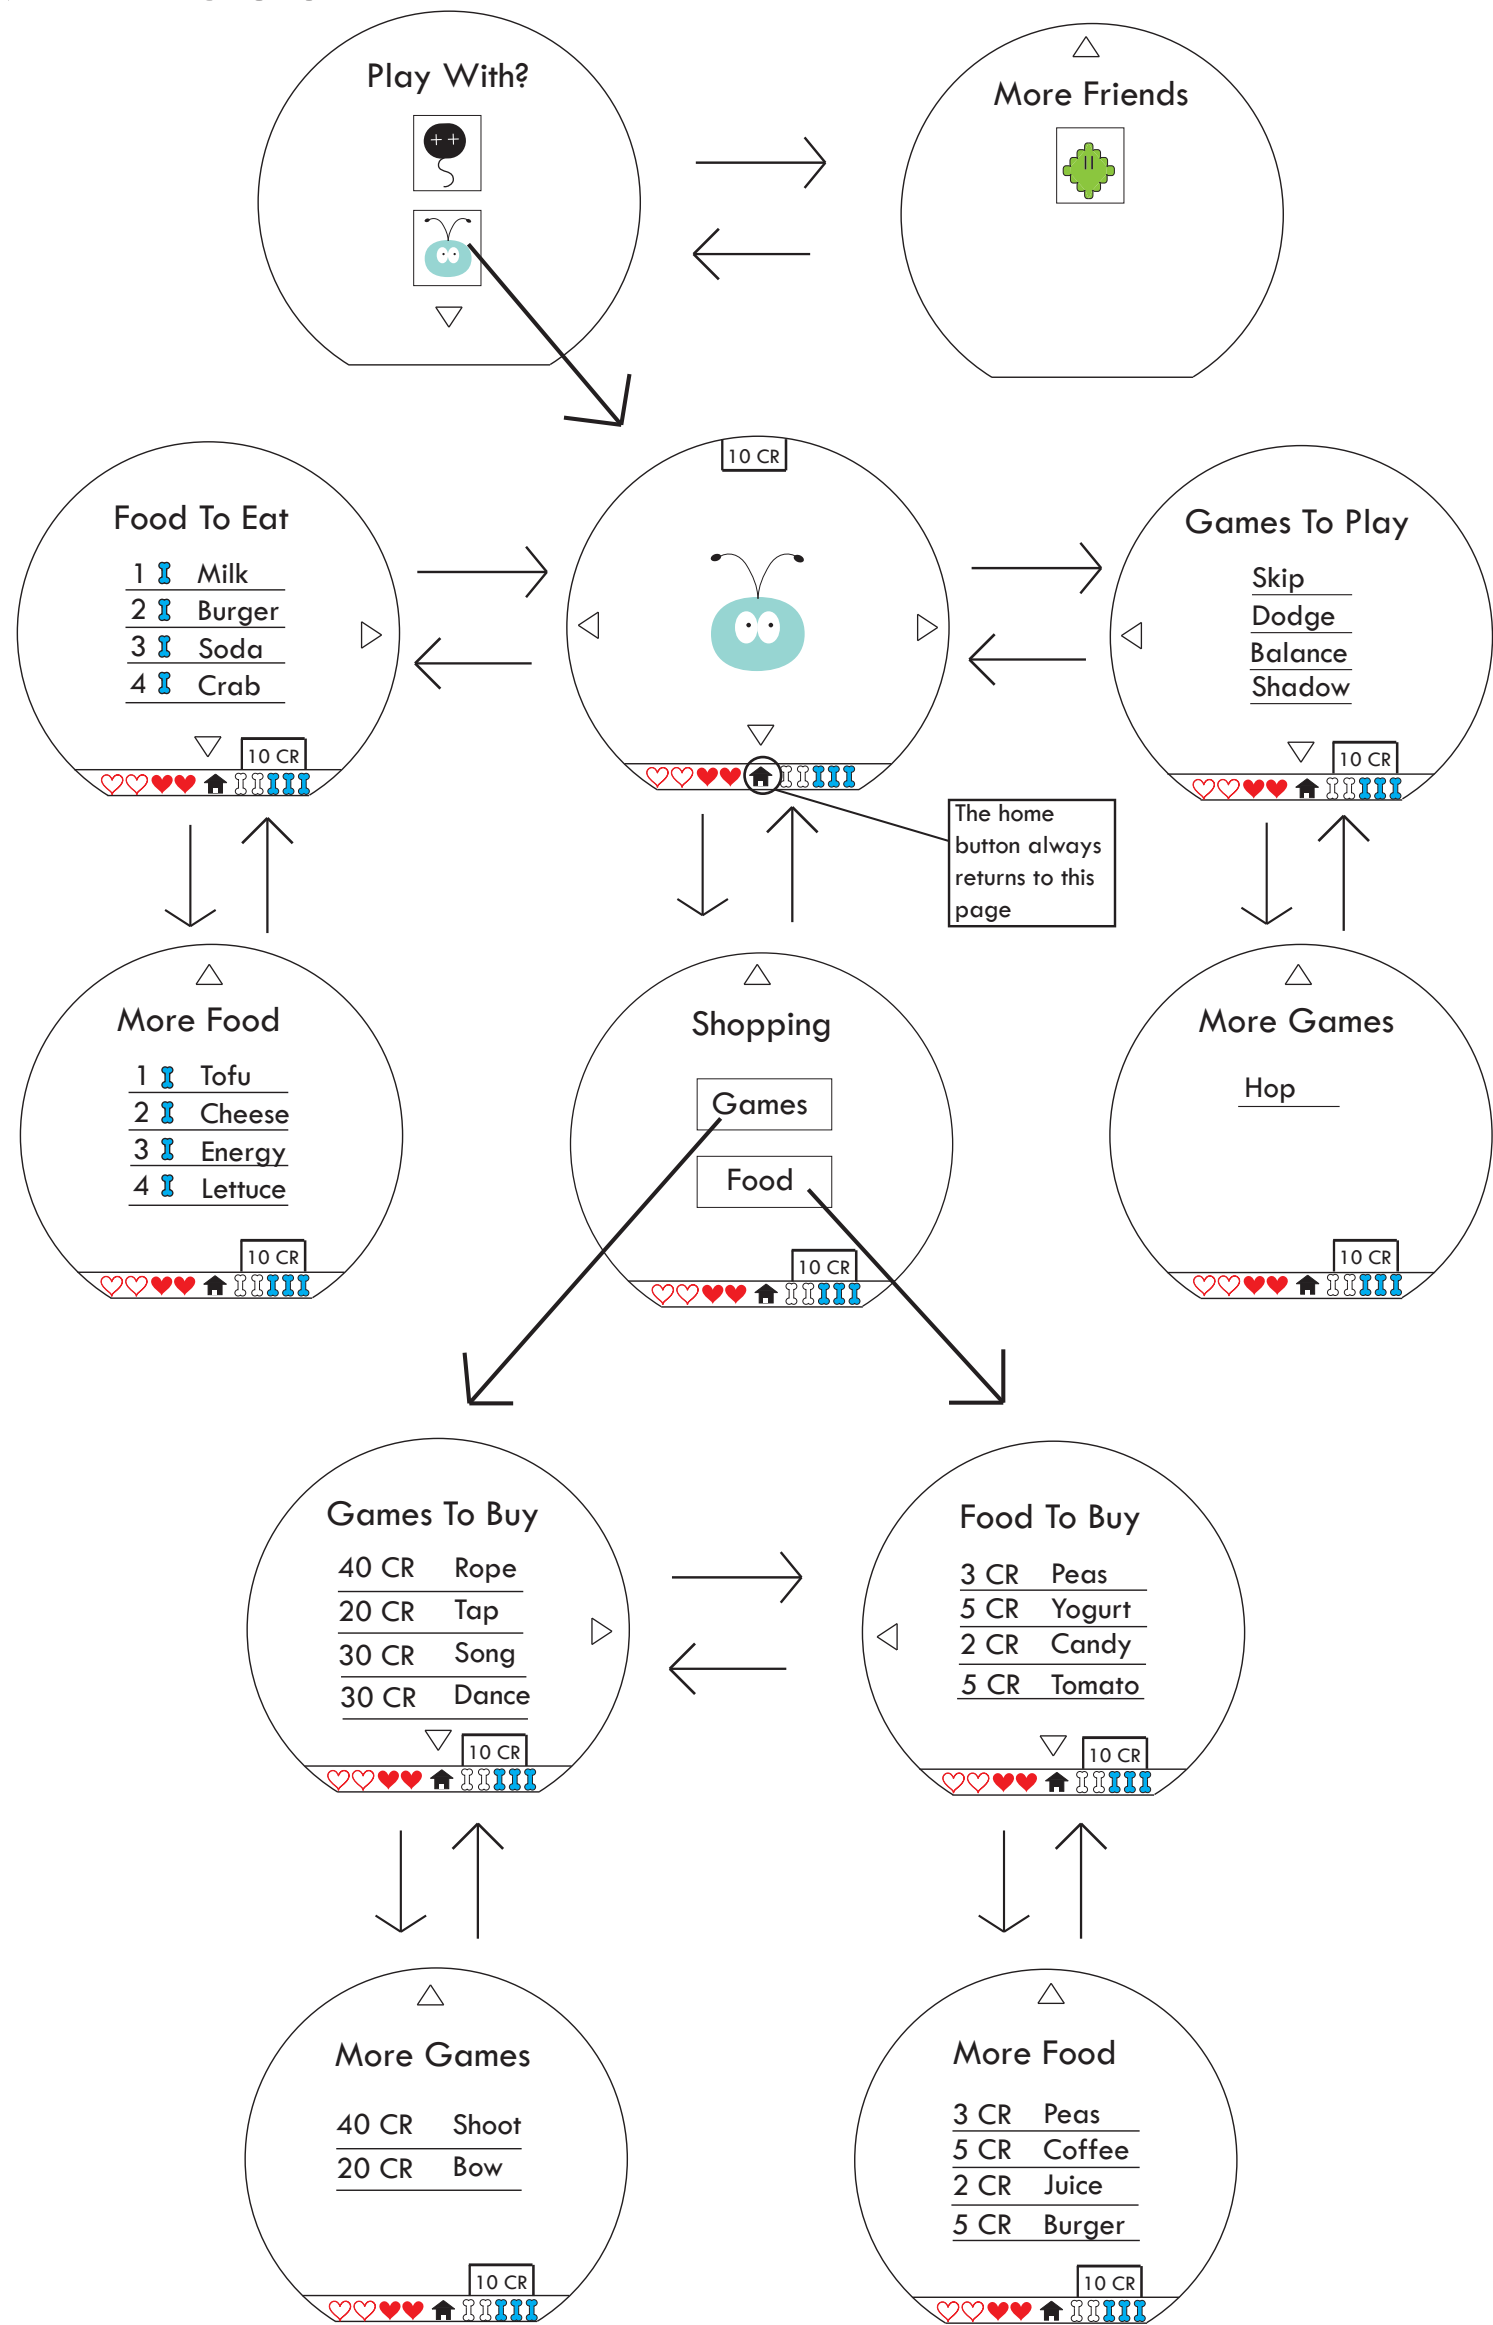 Play With?
More Friends
Food To Eat
1 Milk
2 Burger
3 Soda
4 Crab
10 CR
10 CR
Games To Play
Skip
Dodge
Balance
Shadow
10 CR
The home
button always
returns to this
page
More Food
1 Tofu
2 Cheese
3 Energy
4 Lettuce
10 CR
Shopping
Games
Food
10 CR
More Games
Hop
10 CR
Games To Buy
40 CR Rope
20 CR Tap
30 CR Song
30 CR Dance
10 CR
Food To Buy
3 CR Peas
5 CR Yogurt
2 CR Candy
5 CR Tomato
10 CR
More Games
40 CR Shoot
20 CR Bow
10 CR
More Food
3 CR Peas
5 CR Coffee
2 CR Juice
5 CR Burger
10 CR